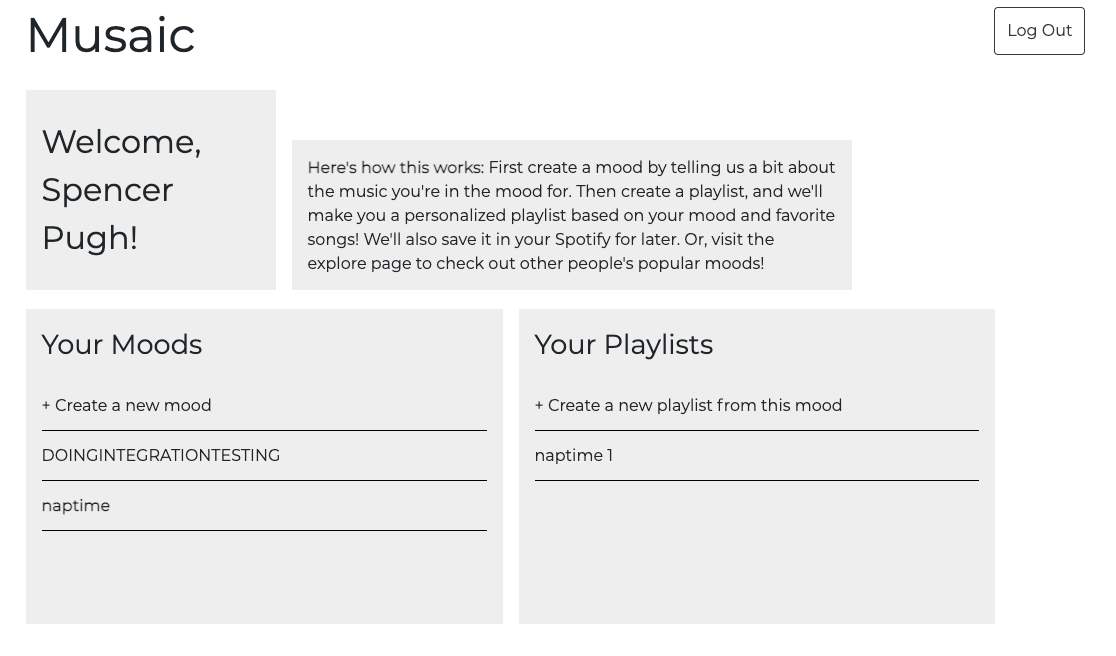 Musaic
Log Out
Welcome,
Spencer
Pugh!
Here's how this works: First create a mood by telling us a bit about
the music you're in the mood for. Then create a playlist, and we'll
make you a personalized playlist based on your mood and favorite
songs! We'll also save it in your Spotify for later. Or, visit the
explore page to check out other people's popular moods!
Your Moods
+ Create a new mood
DOINGINTEGRATIONTESTING
naptime
Your Playlists
+ Create a new playlist from this mood
naptime 1